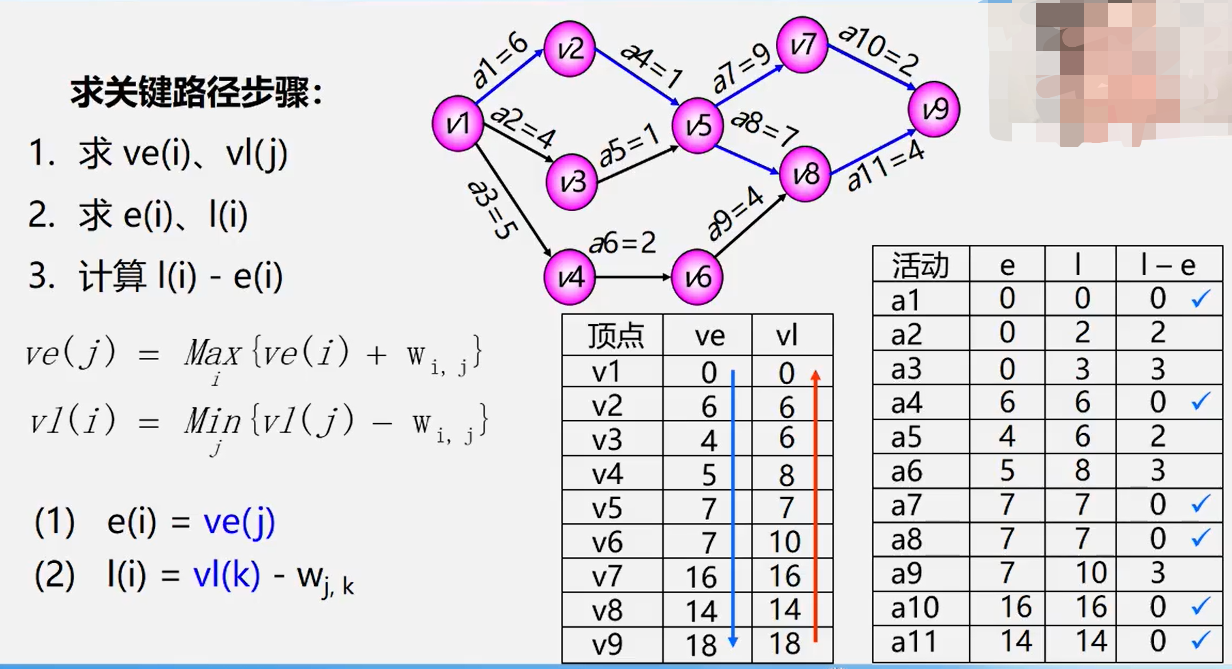 求关键路径步骤：
1. 求 ve(i)、vl(j)
2. 求 e(i)、l(i)
3. 计算 l(i) - e(i)
ve(j) = Max{ve(i) + w i, j}
i
vl(i) = Min{vl(j) − w i, j}
j
(1) e(i) = ve(j)
(2) l(i) = vl(k) - wj, k
v1
v2
v3
v4
v5
v6
v7
v8
v9
a1=6
a2=4
a3=5
a4=1
a5=1
a6=2
a7=9
a8=7
a9=4
a10=2
a11=4
顶点 ve vl
v1 0 0
v2 6 6
v3 4 6
v4 5 8
v5 7 7
v6 7 10
v7 16 16
v8 14 14
v9 18 18
活动 e l l – e
a1 0 0 0 ✓
a2 0 2 2
a3 0 3 3
a4 6 6 0 ✓
a5 4 6 2
a6 5 8 3
a7 7 7 0 ✓
a8 7 7 0 ✓
a9 7 10 3
a10 16 16 0 ✓
a11 14 14 0 ✓